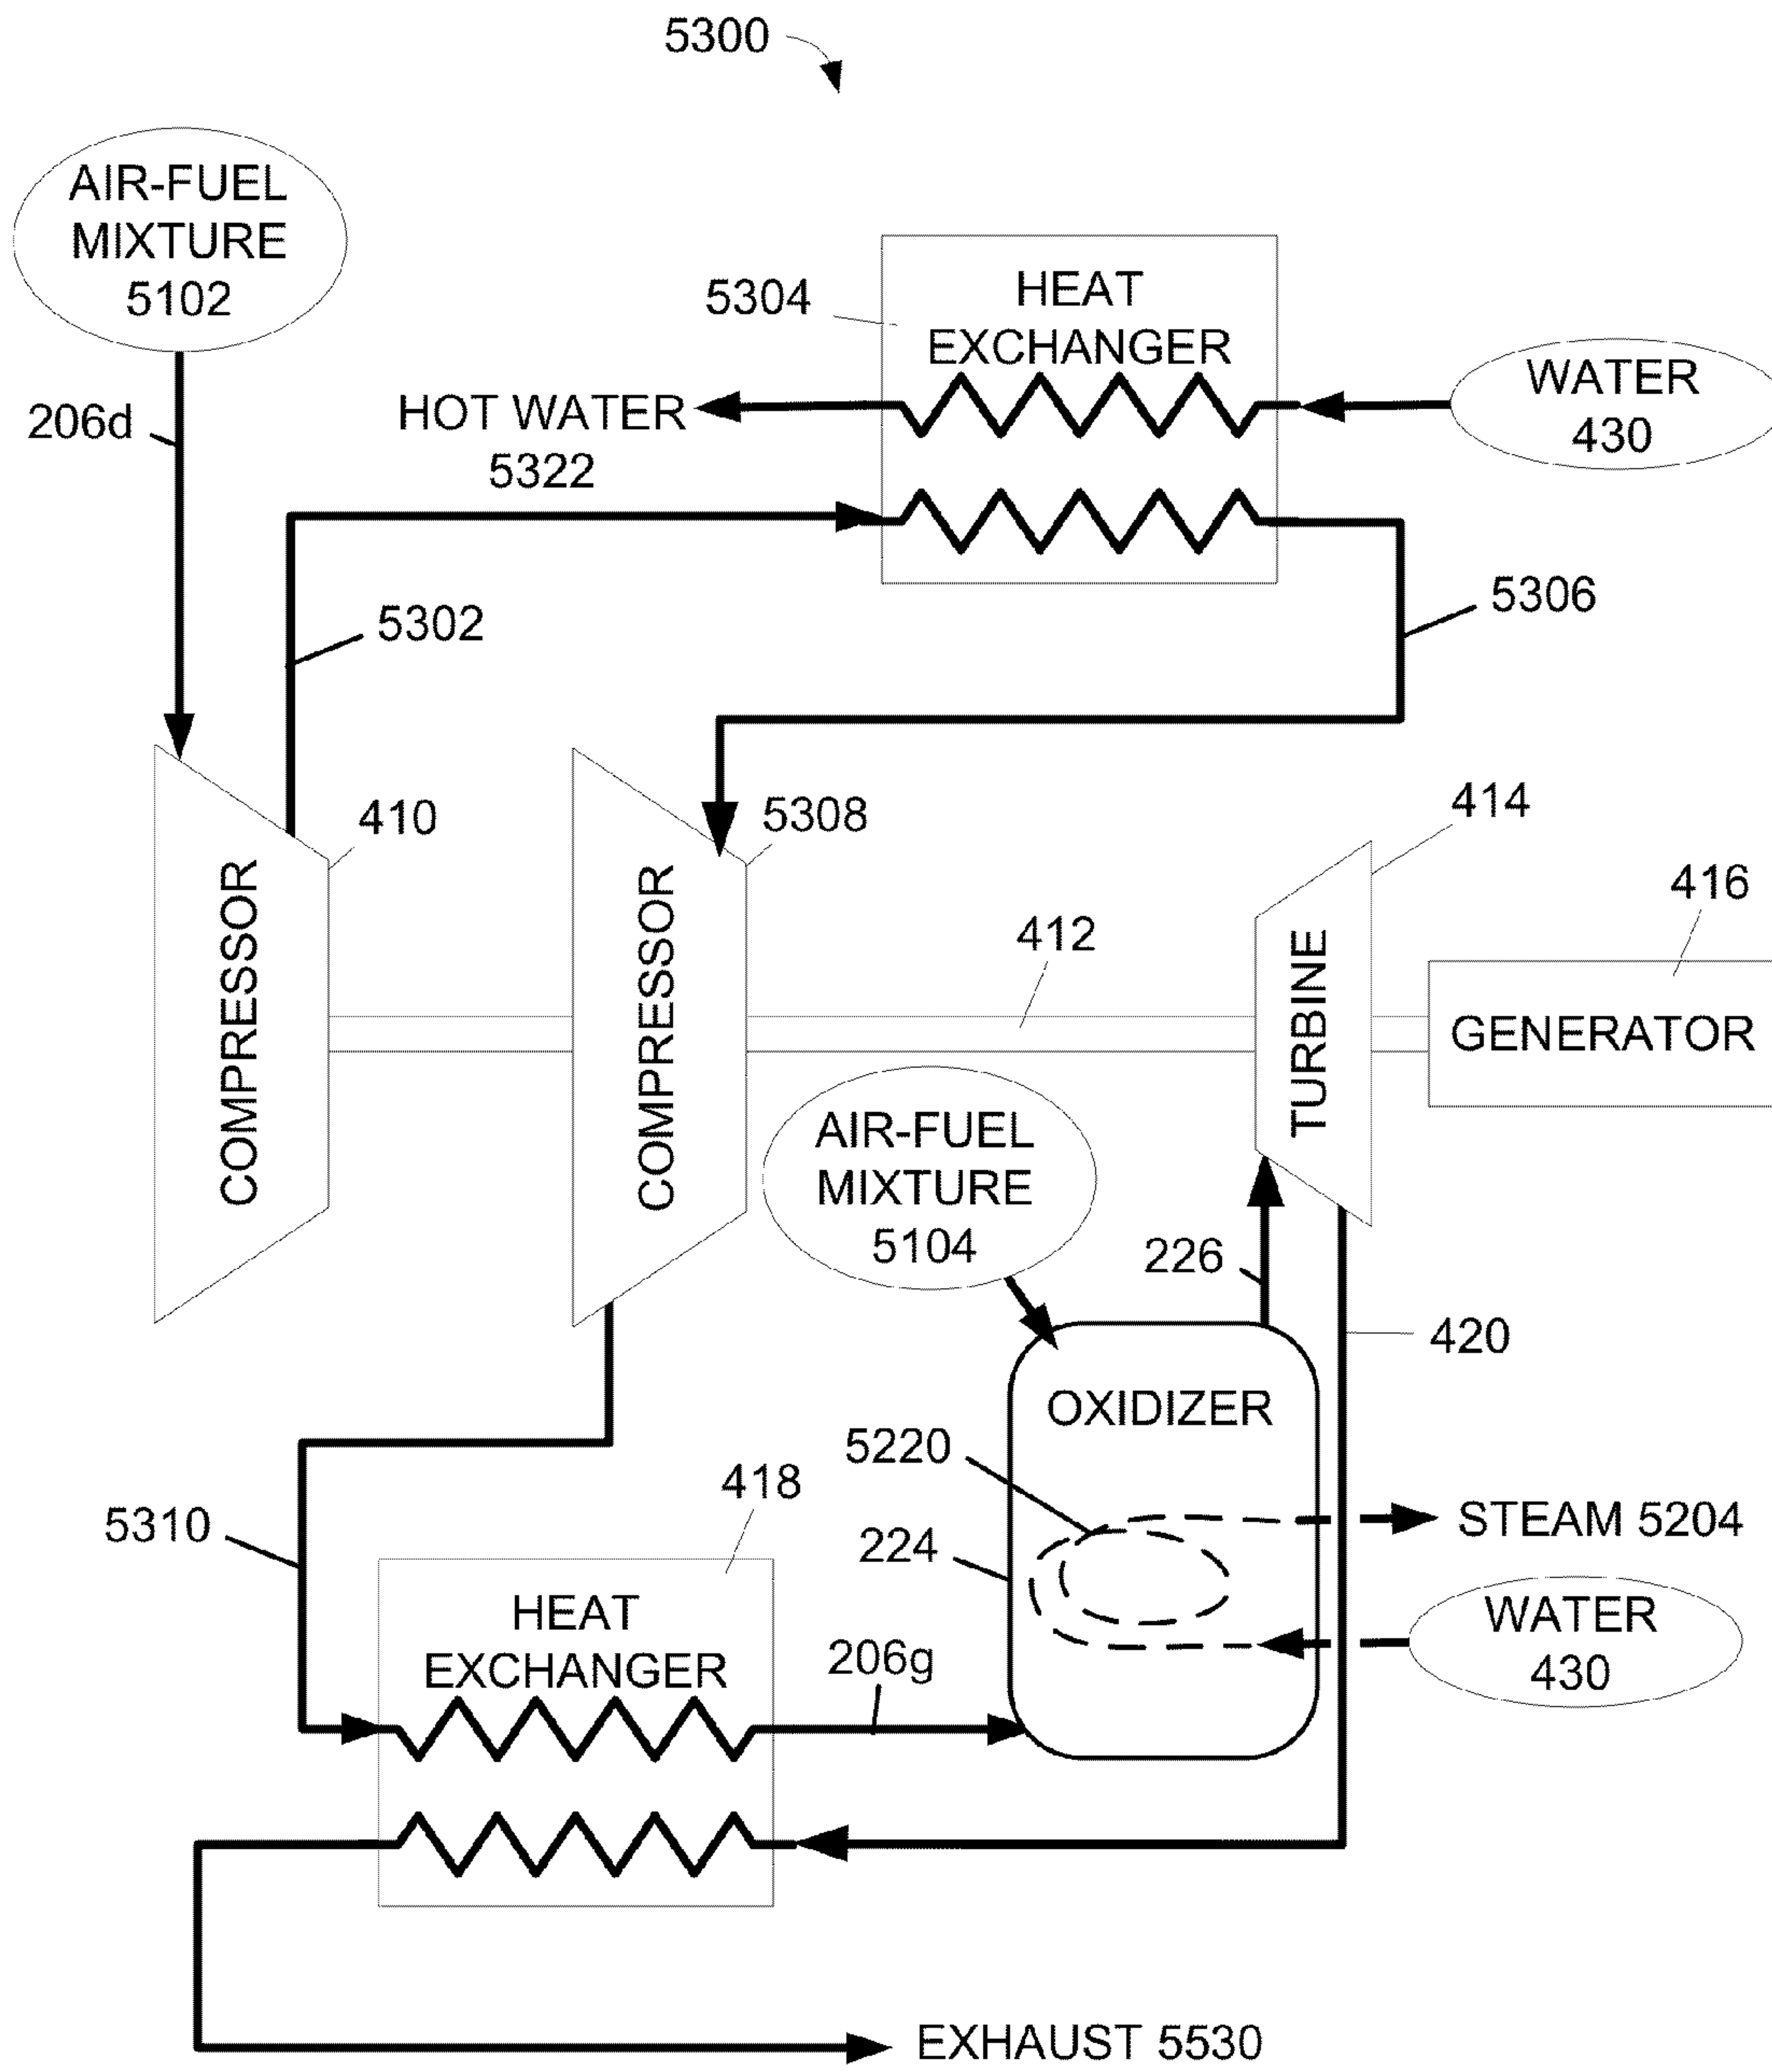 5300
AIR-FUEL
MIXTURE
5102
206d
5304
HEAT
EXCHANGER
WATER
430
HOT WATER
5322
5302
5306
410
5308
414
416
412
COMPRESSOR
COMPRESSOR
TURBINE
GENERATOR
AIR-FUEL
MIXTURE
5104
226
420
OXIDIZER
5220
224
STEAM 5204
WATER
430
5310
418
HEAT
EXCHANGER
206g
EXHAUST 5530